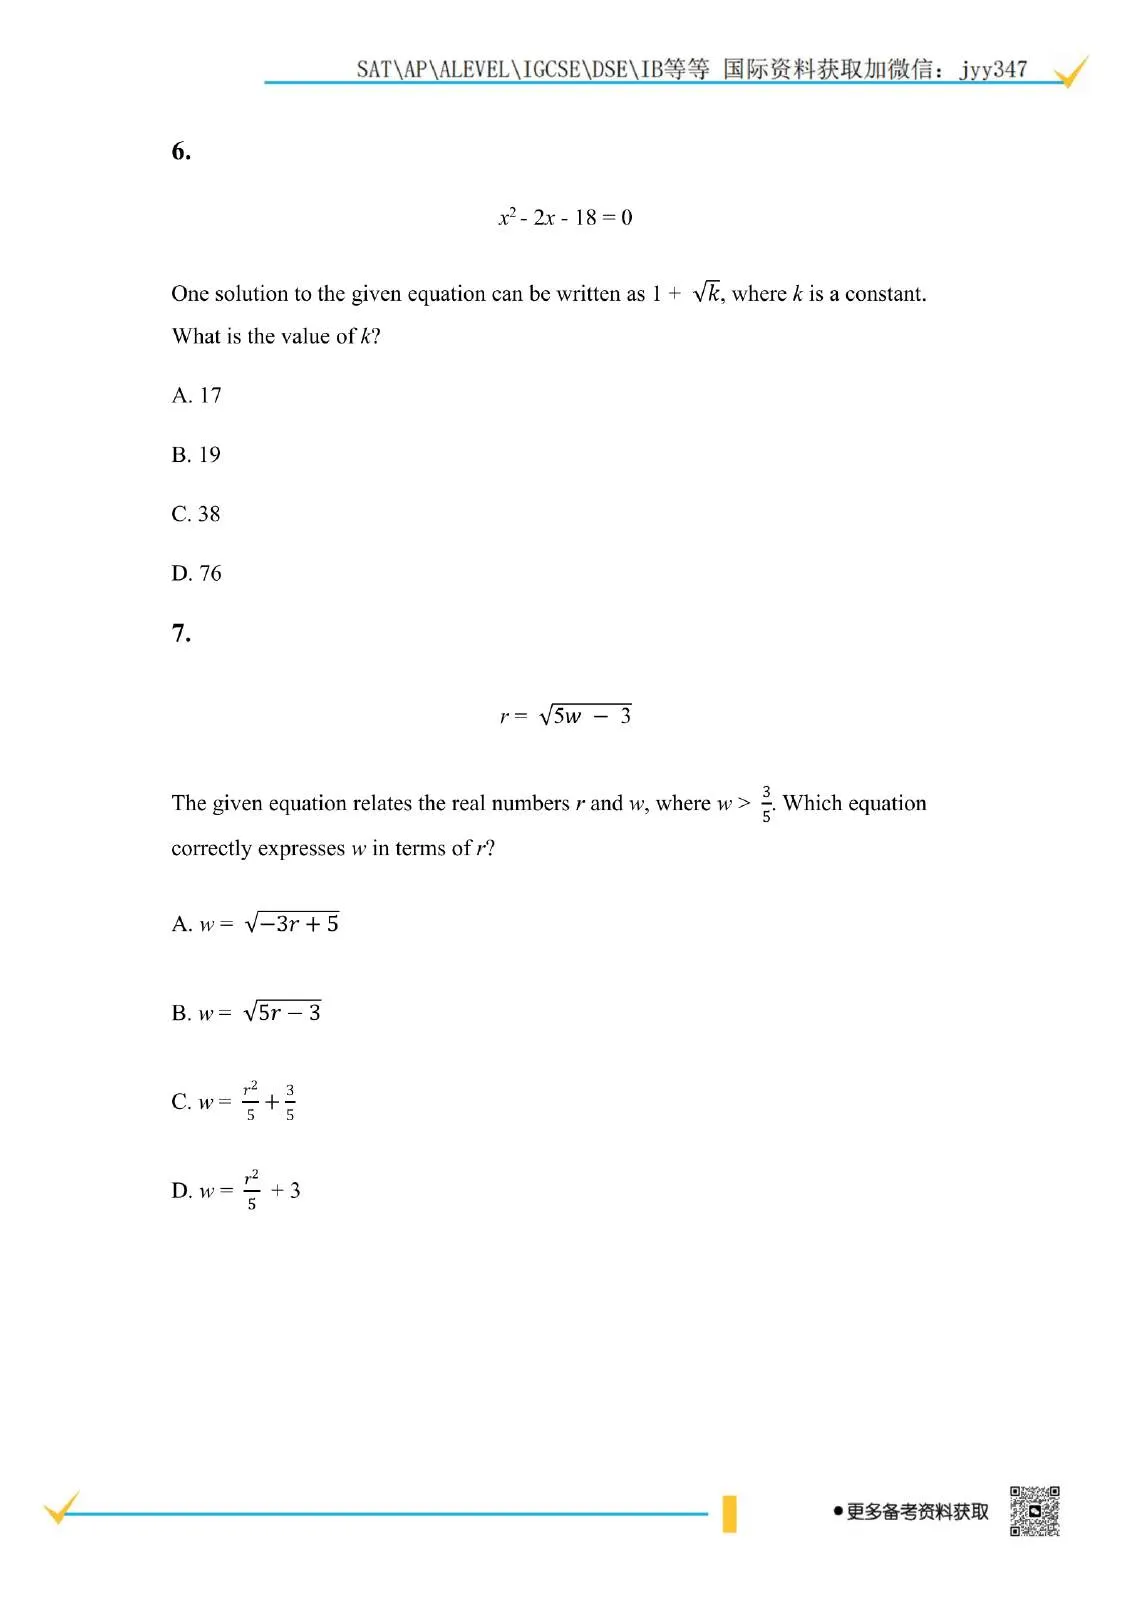 SAT\AP\ALEVEL\IGCSE\DSE\IB等等 国际资料获取加微信：jyy347
6.
x² - 2x - 18 = 0
One solution to the given equation can be written as 1 + √k, where k is a constant.
What is the value of k?
A. 17
B. 19
C. 38
D. 76
7.
r = √(5w − 3)
The given equation relates the real numbers r and w, where w > 3/5. Which equation
correctly expresses w in terms of r?
A. w = √(−3r + 5)
B. w = √(5r − 3)
C. w = r²/5 + 3/5
D. w = r²/5 + 3
●更多备考资料获取